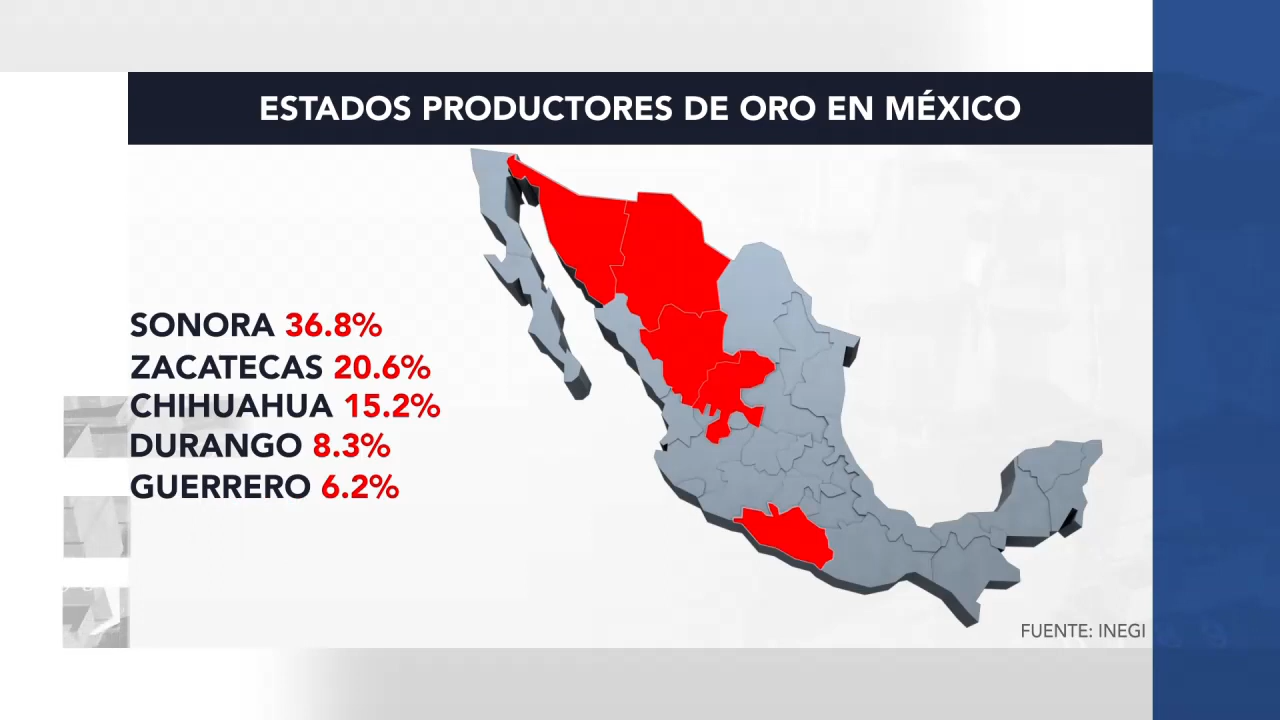 ESTADOS PRODUCTORES DE ORO EN MÉXICO
SONORA 36.8%
ZACATECAS 20.6%
CHIHUAHUA 15.2%
DURANGO 8.3%
GUERRERO 6.2%
FUENTE: INEGI